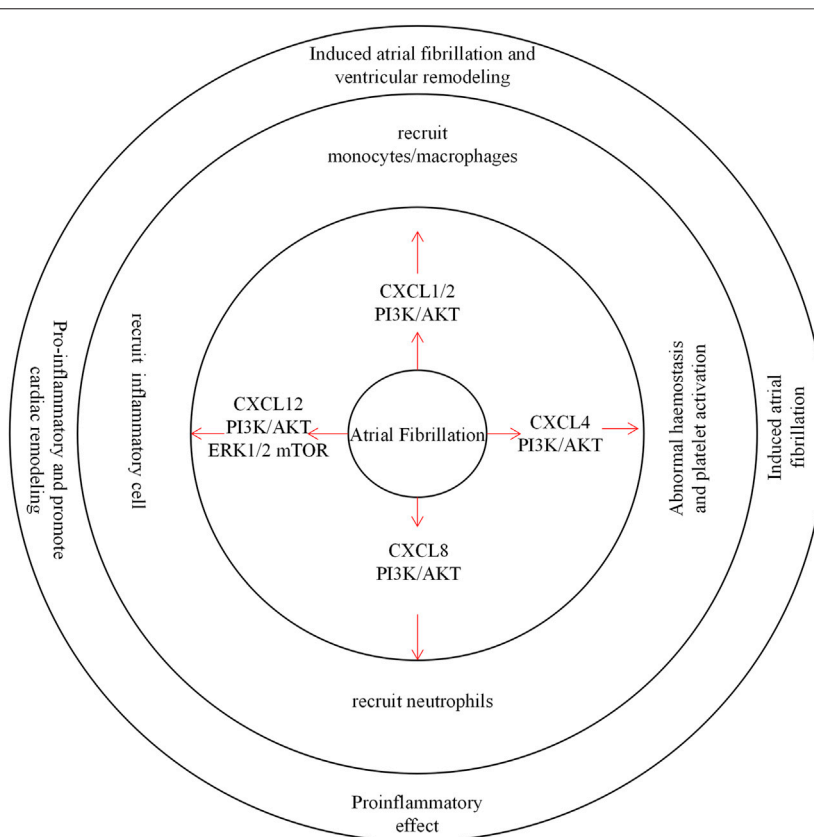 Induced atrial fibrillation and
ventricular remodeling
recruit
monocytes/macrophages
CXCL1/2
PI3K/AKT
Pro-inflammatory and promote
cardiac remodeling
recruit inflammatory cell
CXCL12
PI3K/AKT
ERK1/2 mTOR
Atrial Fibrillation
CXCL4
PI3K/AKT
Abnormal haemostasis
and platelet activation
Induced atrial
fibrillation
CXCL8
PI3K/AKT
recruit neutrophils
Proinflammatory
effect